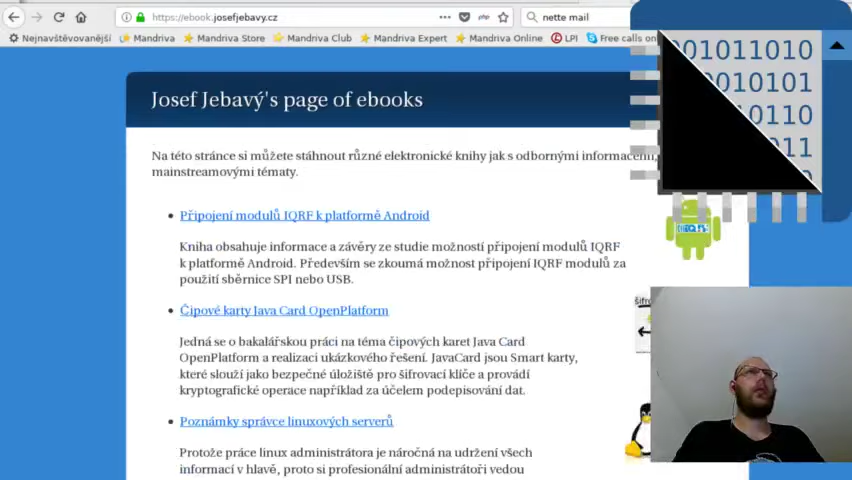 https://ebook.josefjebavy.cz
nette mail
Nejnavštěvovanější Mandriva Mandriva Store Mandriva Club Mandriva Expert Mandriva Online LPI Free calls on
Josef Jebavý's page of ebooks
Na této stránce si můžete stáhnout různé elektronické knihy jak s odbornými informacemi,
mainstreamovými tématy.
Připojení modulů IQRF k platformě Android
Kniha obsahuje informace a závěry ze studie možností připojení modulů IQRF
k platformě Android. Především se zkoumá možnost připojení IQRF modulů za
použití sběrnice SPI nebo USB.
Čipové karty Java Card OpenPlatform
Jedná se o bakalářskou práci na téma čipových karet Java Card
OpenPlatform a realizaci ukázkového řešení. JavaCard jsou Smart karty,
které slouží jako bezpečné úložiště pro šifrovací klíče a provádí
kryptografické operace například za účelem podepisování dat.
Poznámky správce linuxových serverů
Protože práce linux administrátora je náročná na udržení všech
informací v hlavě, proto si profesionální administrátoři vedou
001011010
0010101
0110
011